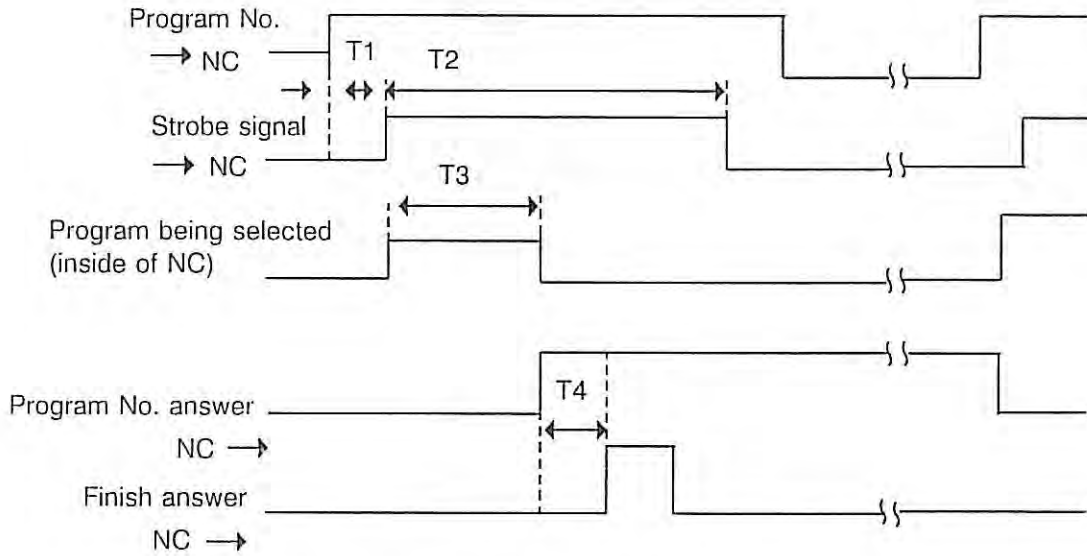 Program No.
→ NC
T1
T2
Strobe signal
→ NC
T3
Program being selected
(inside of NC)
T4
Program No. answer
NC →
Finish answer
NC →